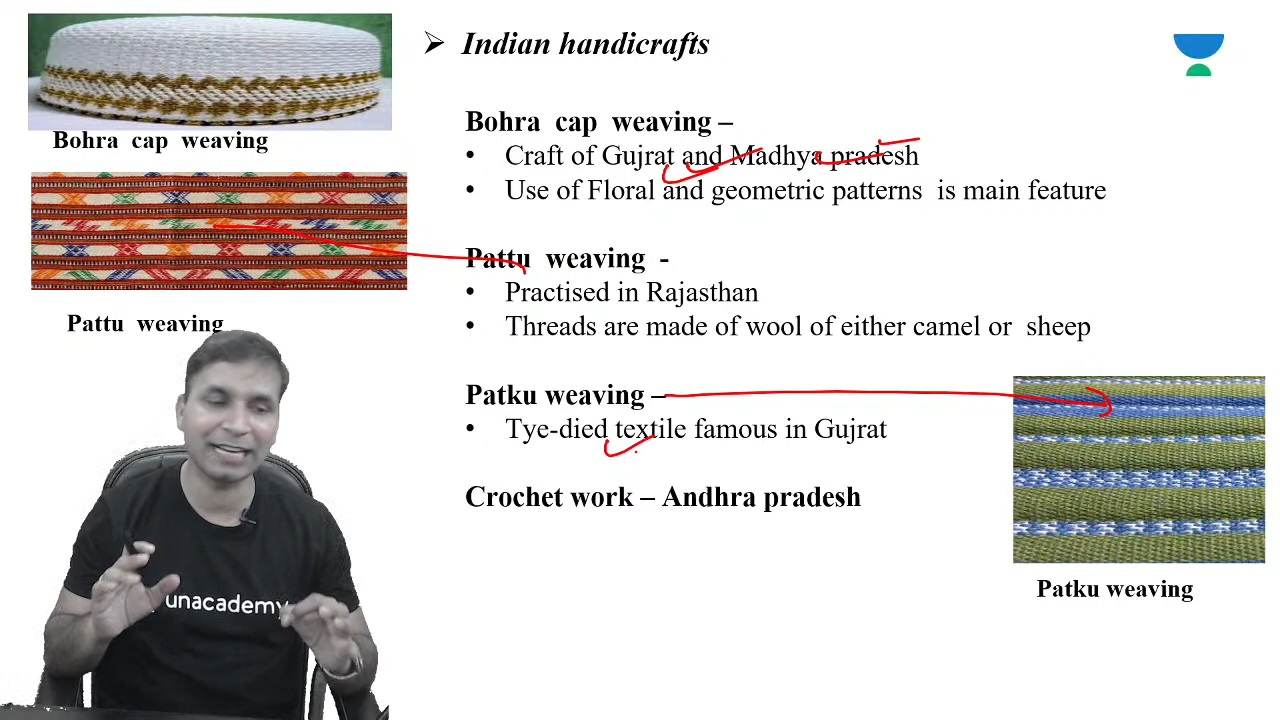 Indian handicrafts
Bohra cap weaving
Bohra cap weaving –
• Craft of Gujrat and Madhya pradesh
• Use of Floral and geometric patterns is main feature
Pattu weaving -
• Practised in Rajasthan
• Threads are made of wool of either camel or sheep
Pattu weaving
Patku weaving –
• Tye-died textile famous in Gujrat
Crochet work – Andhra pradesh
Patku weaving
unacademy